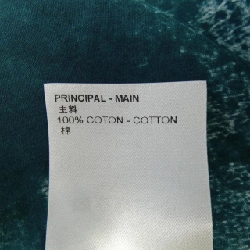 PRINCIPAL - MAIN
主料
100% COTON - COTTON
棉